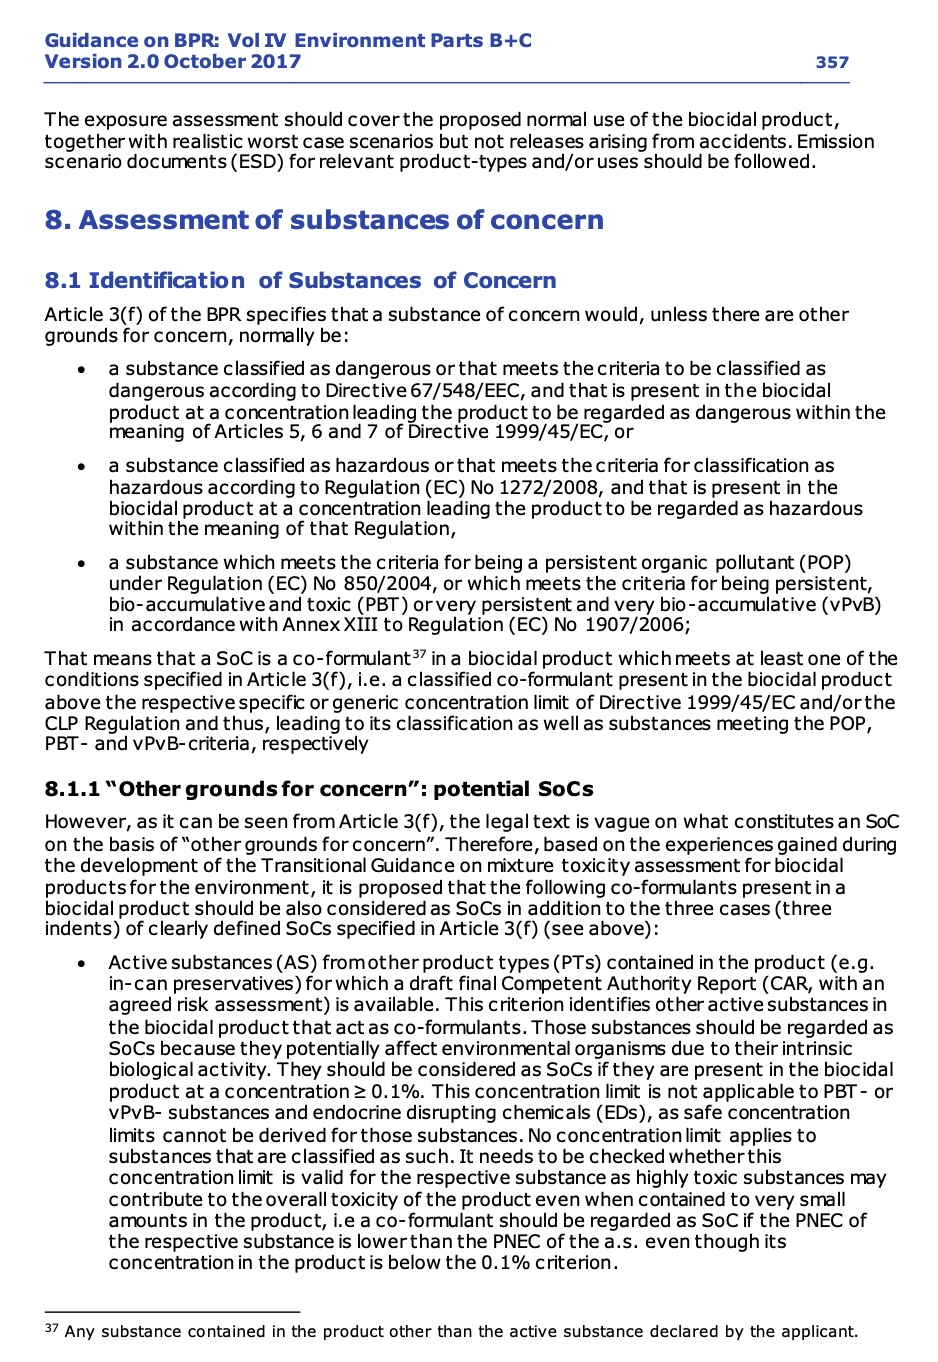 Guidance on BPR: Vol IV Environment Parts B+C
Version 2.0 October 2017 357
The exposure assessment should cover the proposed normal use of the biocidal product,
together with realistic worst case scenarios but not releases arising from accidents. Emission
scenario documents (ESD) for relevant product-types and/or uses should be followed.
8. Assessment of substances of concern
8.1 Identification of Substances of Concern
Article 3(f) of the BPR specifies that a substance of concern would, unless there are other
grounds for concern, normally be:
• a substance classified as dangerous or that meets the criteria to be classified as
dangerous according to Directive 67/548/EEC, and that is present in the biocidal
product at a concentration leading the product to be regarded as dangerous within the
meaning of Articles 5, 6 and 7 of Directive 1999/45/EC, or
• a substance classified as hazardous or that meets the criteria for classification as
hazardous according to Regulation (EC) No 1272/2008, and that is present in the
biocidal product at a concentration leading the product to be regarded as hazardous
within the meaning of that Regulation,
• a substance which meets the criteria for being a persistent organic pollutant (POP)
under Regulation (EC) No 850/2004, or which meets the criteria for being persistent,
bio-accumulative and toxic (PBT) or very persistent and very bio-accumulative (vPvB)
in accordance with Annex XIII to Regulation (EC) No 1907/2006;
That means that a SoC is a co-formulant37 in a biocidal product which meets at least one of the
conditions specified in Article 3(f), i.e. a classified co-formulant present in the biocidal product
above the respective specific or generic concentration limit of Directive 1999/45/EC and/or the
CLP Regulation and thus, leading to its classification as well as substances meeting the POP,
PBT- and vPvB-criteria, respectively
8.1.1 “Other grounds for concern”: potential SoCs
However, as it can be seen from Article 3(f), the legal text is vague on what constitutes an SoC
on the basis of “other grounds for concern”. Therefore, based on the experiences gained during
the development of the Transitional Guidance on mixture toxicity assessment for biocidal
products for the environment, it is proposed that the following co-formulants present in a
biocidal product should be also considered as SoCs in addition to the three cases (three
indents) of clearly defined SoCs specified in Article 3(f) (see above):
• Active substances (AS) from other product types (PTs) contained in the product (e.g.
in-can preservatives) for which a draft final Competent Authority Report (CAR, with an
agreed risk assessment) is available. This criterion identifies other active substances in
the biocidal product that act as co-formulants. Those substances should be regarded as
SoCs because they potentially affect environmental organisms due to their intrinsic
biological activity. They should be considered as SoCs if they are present in the biocidal
product at a concentration ≥ 0.1%. This concentration limit is not applicable to PBT- or
vPvB- substances and endocrine disrupting chemicals (EDs), as safe concentration
limits cannot be derived for those substances. No concentration limit applies to
substances that are classified as such. It needs to be checked whether this
concentration limit is valid for the respective substance as highly toxic substances may
contribute to the overall toxicity of the product even when contained to very small
amounts in the product, i.e a co-formulant should be regarded as SoC if the PNEC of
the respective substance is lower than the PNEC of the a.s. even though its
concentration in the product is below the 0.1% criterion.
37 Any substance contained in the product other than the active substance declared by the applicant.